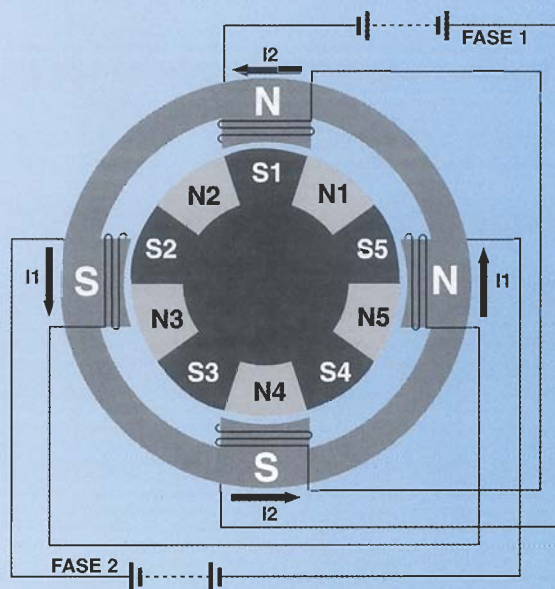 FASE 1
I2
N
S1
N2 N1
S2 S5
I1 S N I1
N3 N5
S3 S4
N4
S
I2
FASE 2